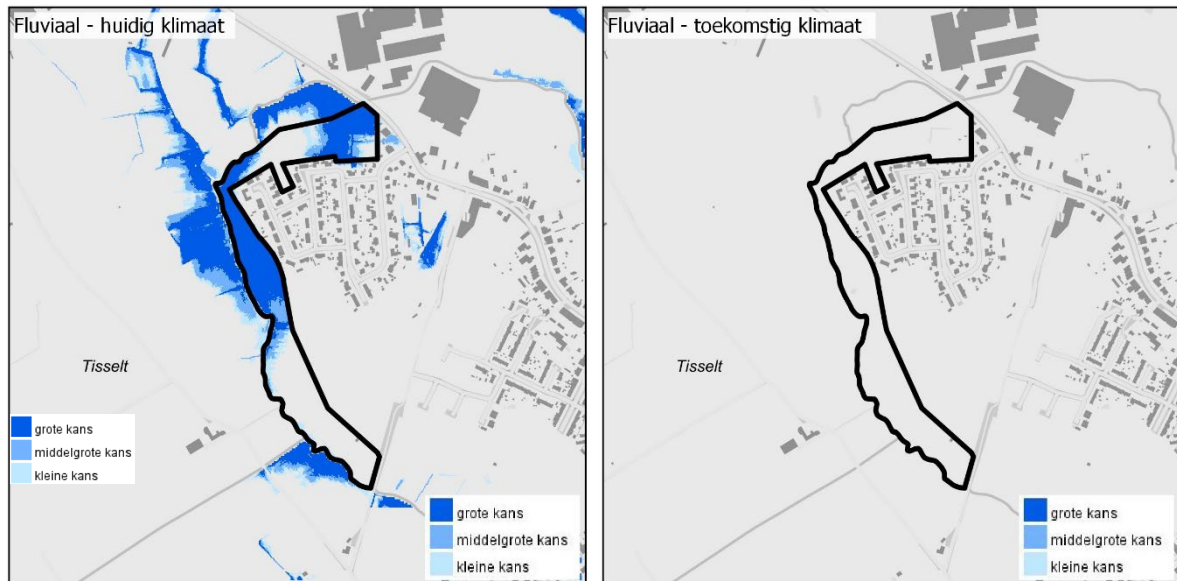 Fluviaal - huidig klimaat
Tisselt
grote kans
middelgrote kans
kleine kans
grote kans
middelgrote kans
kleine kans
Fluviaal - toekomstig klimaat
Tisselt
grote kans
middelgrote kans
kleine kans